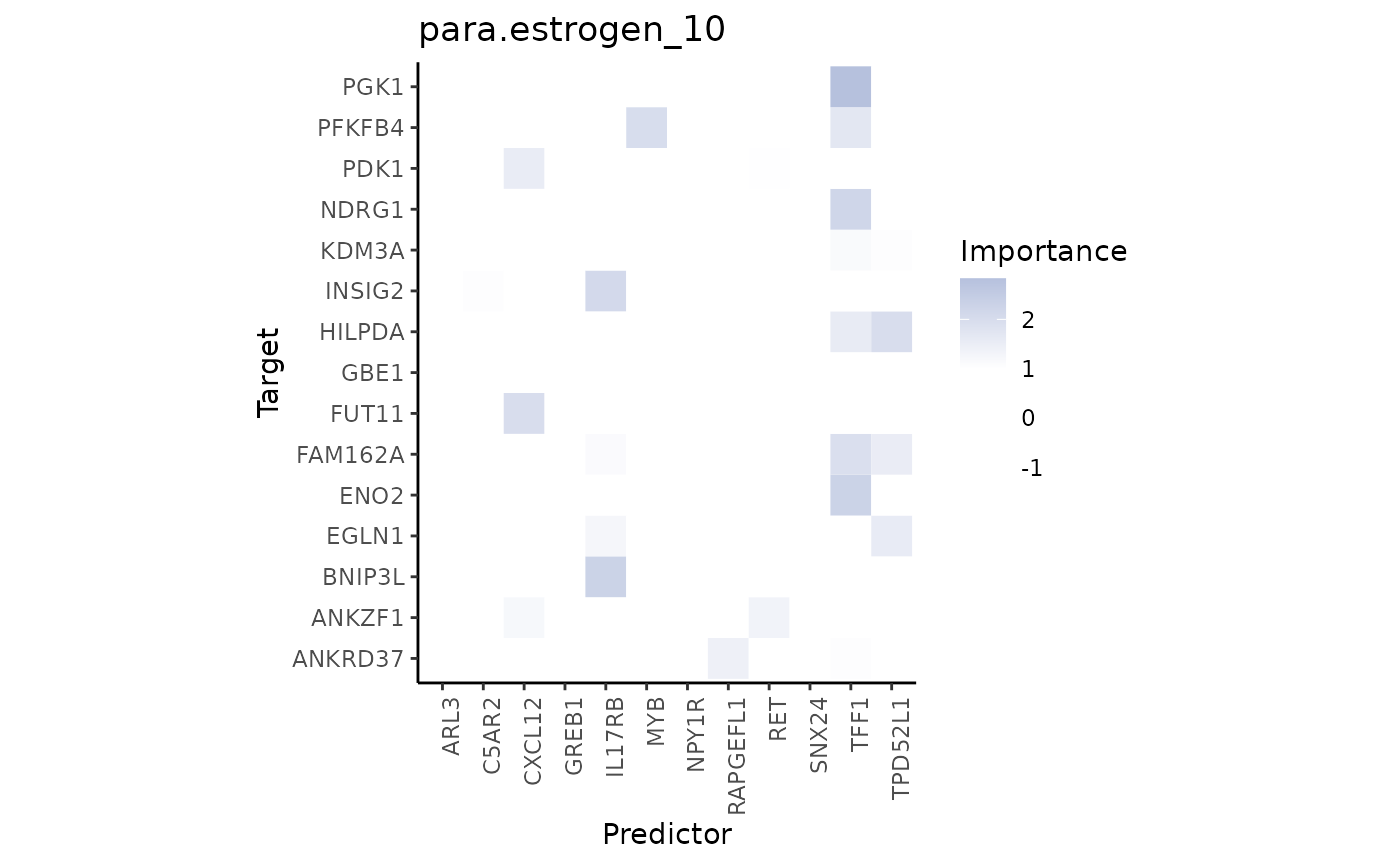 para.estrogen_10
PGK1
PFKFB4
PDK1
NDRG1
KDM3A
INSIG2
HILPDA
GBE1
FUT11
FAM162A
ENO2
EGLN1
BNIP3L
ANKZF1
ANKRD37
Target
ARL3
C5AR2
CXCL12
GREB1
IL17RB
MYB
NPY1R
RAPGEFL1
RET
SNX24
TFF1
TPD52L1
Predictor
Importance
2
1
0
-1